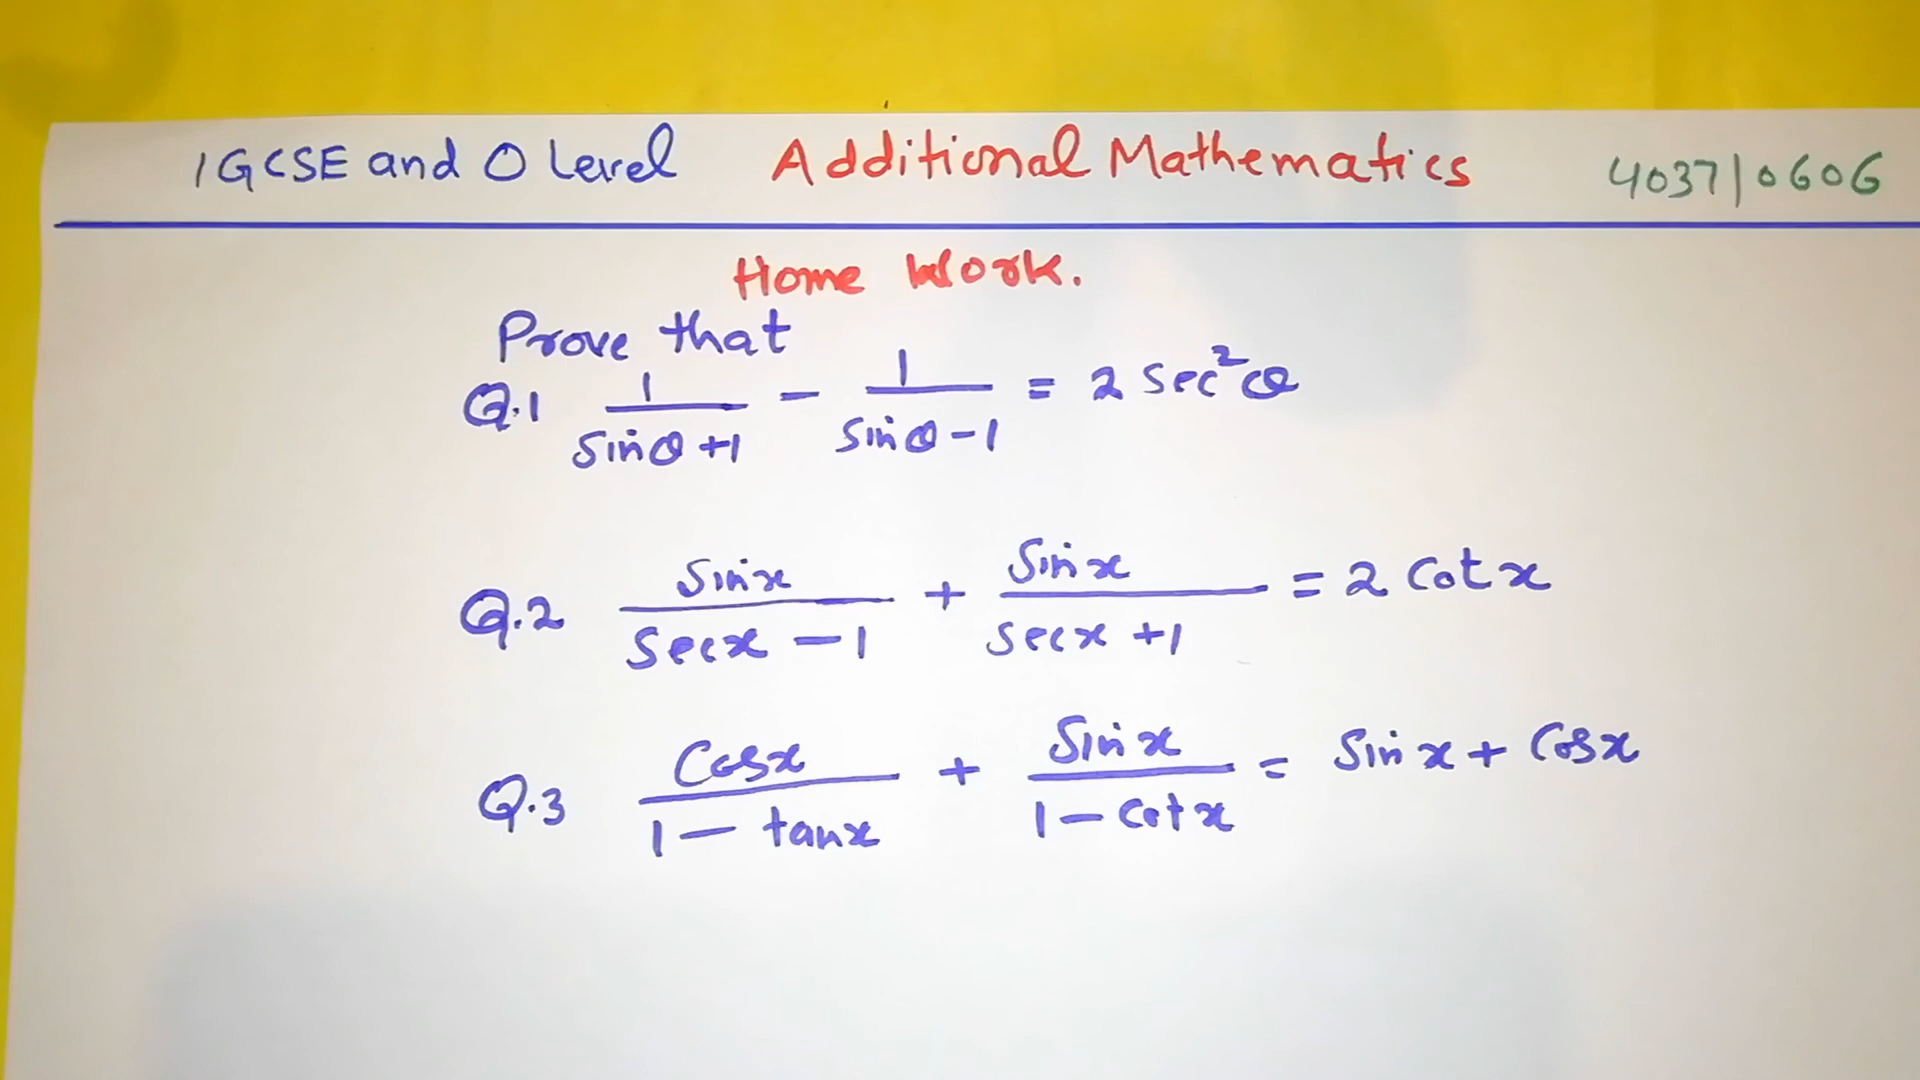 IGCSE and O Level Additional Mathematics 4037/0606
Home Work.
Prove that
Q.1 1/(sinθ+1) - 1/(sinθ-1) = 2 sec²θ
Q.2 sinx/(secx-1) + sinx/(secx+1) = 2 cotx
Q.3 Cosx/(1-tanx) + sinx/(1-cotx) = sinx + Cosx